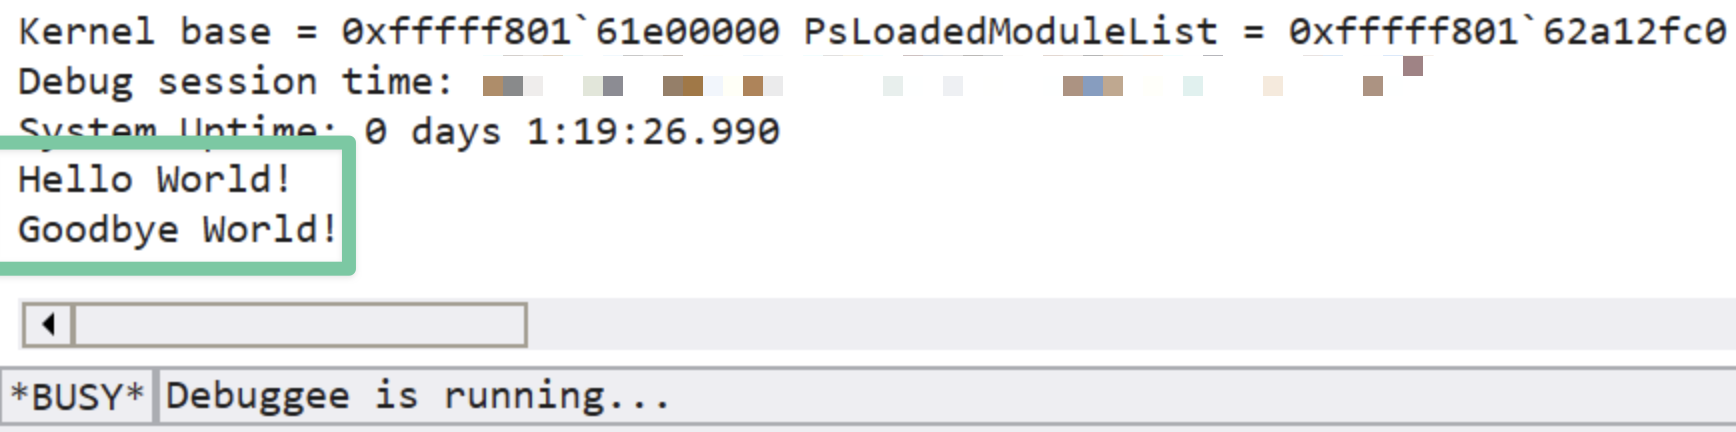 Kernel base = 0xfffff801`61e00000 PsLoadedModuleList = 0xfffff801`62a12fc0
Debug session time:
System Uptime: 0 days 1:19:26.990
Hello World!
Goodbye World!
*BUSY* Debuggee is running...